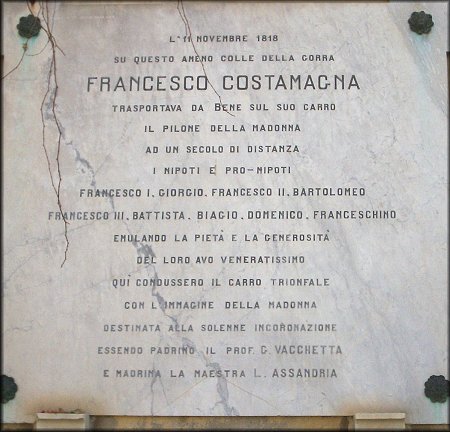 L'11 NOVEMBRE 1818
SU QUESTO AMENO COLLE DELLA GORRA
FRANCESCO COSTAMAGNA
TRASPORTAVA DA BENE SUL SUO CARRO
IL PILONE DELLA MADONNA
AD UN SECOLO DI DISTANZA
I NIPOTI E PRO-NIPOTI
FRANCESCO I. GIORGIO. FRANCESCO II. BARTOLOMEO
FRANCESCO III. BATTISTA. BIAGIO. DOMENICO. FRANCESCHINO
EMULANDO LA PIETÀ E LA GENEROSITÀ
DEL LORO AVO VENERATISSIMO
QUÌ CONDUSSERO IL CARRO TRIONFALE
CON L'IMMAGINE DELLA MADONNA
DESTINATA ALLA SOLENNE INCORONAZIONE
ESSENDO PADRINO IL PROF. G. VACCHETTA
E MADRINA LA MAESTRA L. ASSANDRIA